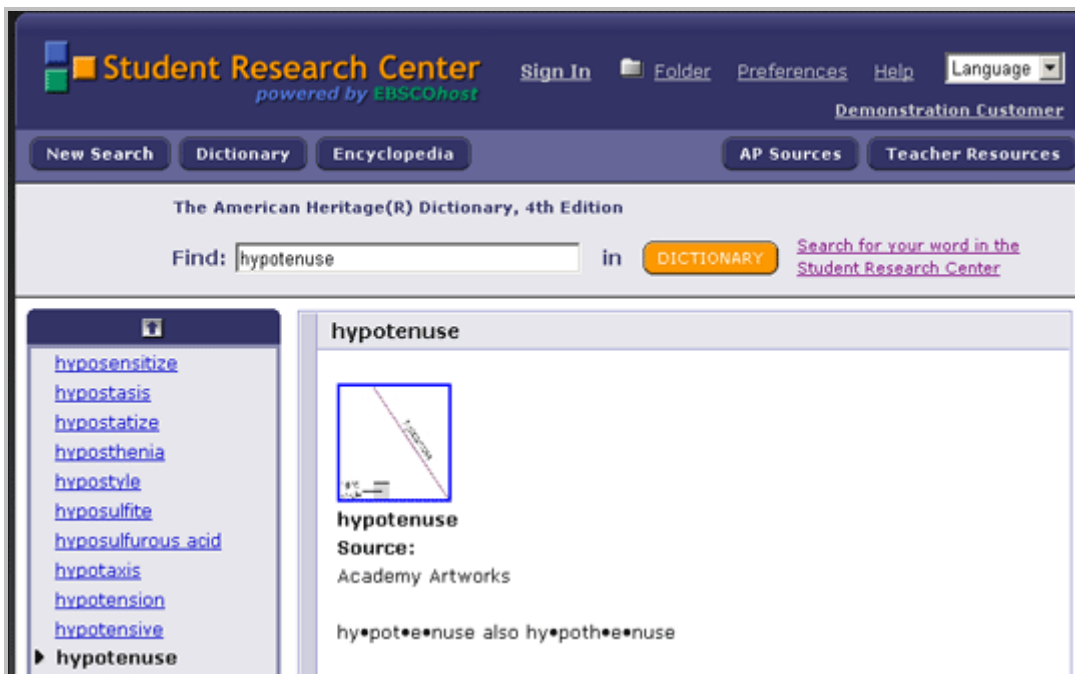 Student Research Center
powered by EBSCOhost
Sign In Folder Preferences Help Language
Demonstration Customer
New Search Dictionary Encyclopedia AP Sources Teacher Resources
The American Heritage(R) Dictionary, 4th Edition
Find: hypotenuse in DICTIONARY
Search for your word in the
Student Research Center
hyposensitize
hypostasis
hypostatize
hyposthenia
hypostyle
hyposulfite
hyposulfurous acid
hypotaxis
hypotension
hypotensive
hypotenuse
hypotenuse
hypotenuse
hypotenuse
Source:
Academy Artworks
hy•pot•e•nuse also hy•poth•e•nuse